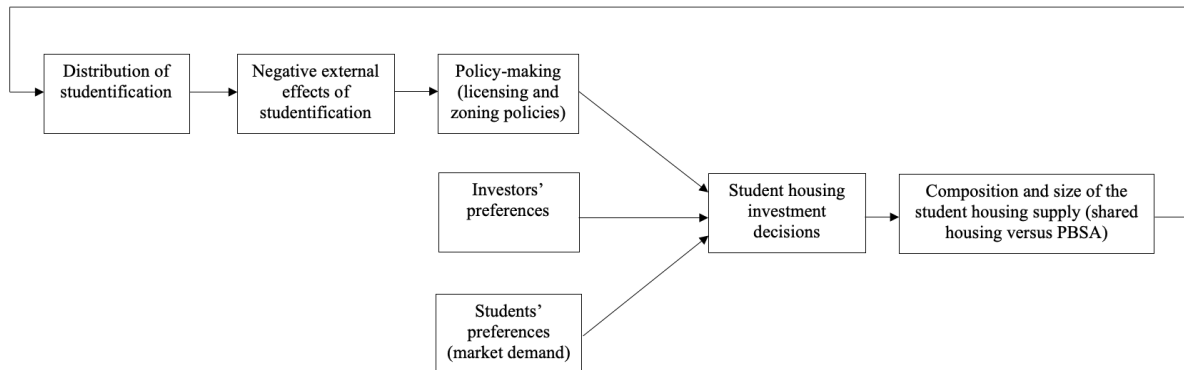 Distribution of
studentification
Negative external
effects of
studentification
Policy-making
(licensing and
zoning policies)
Investors’
preferences
Student housing
investment
decisions
Composition and size of the
student housing supply (shared
housing versus PBSA)
Students’
preferences
(market demand)